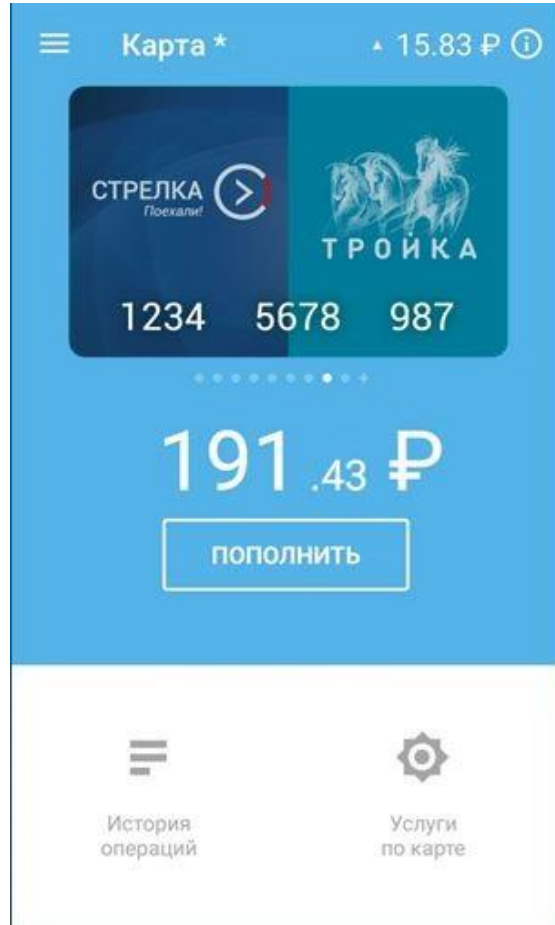 Карта *
▲ 15.83 ₽
СТРЕЛКА
Поехали!
ТРОЙКА
1234 5678 987
191.43 ₽
ПОПОЛНИТЬ
История
операций
Услуги
по карте